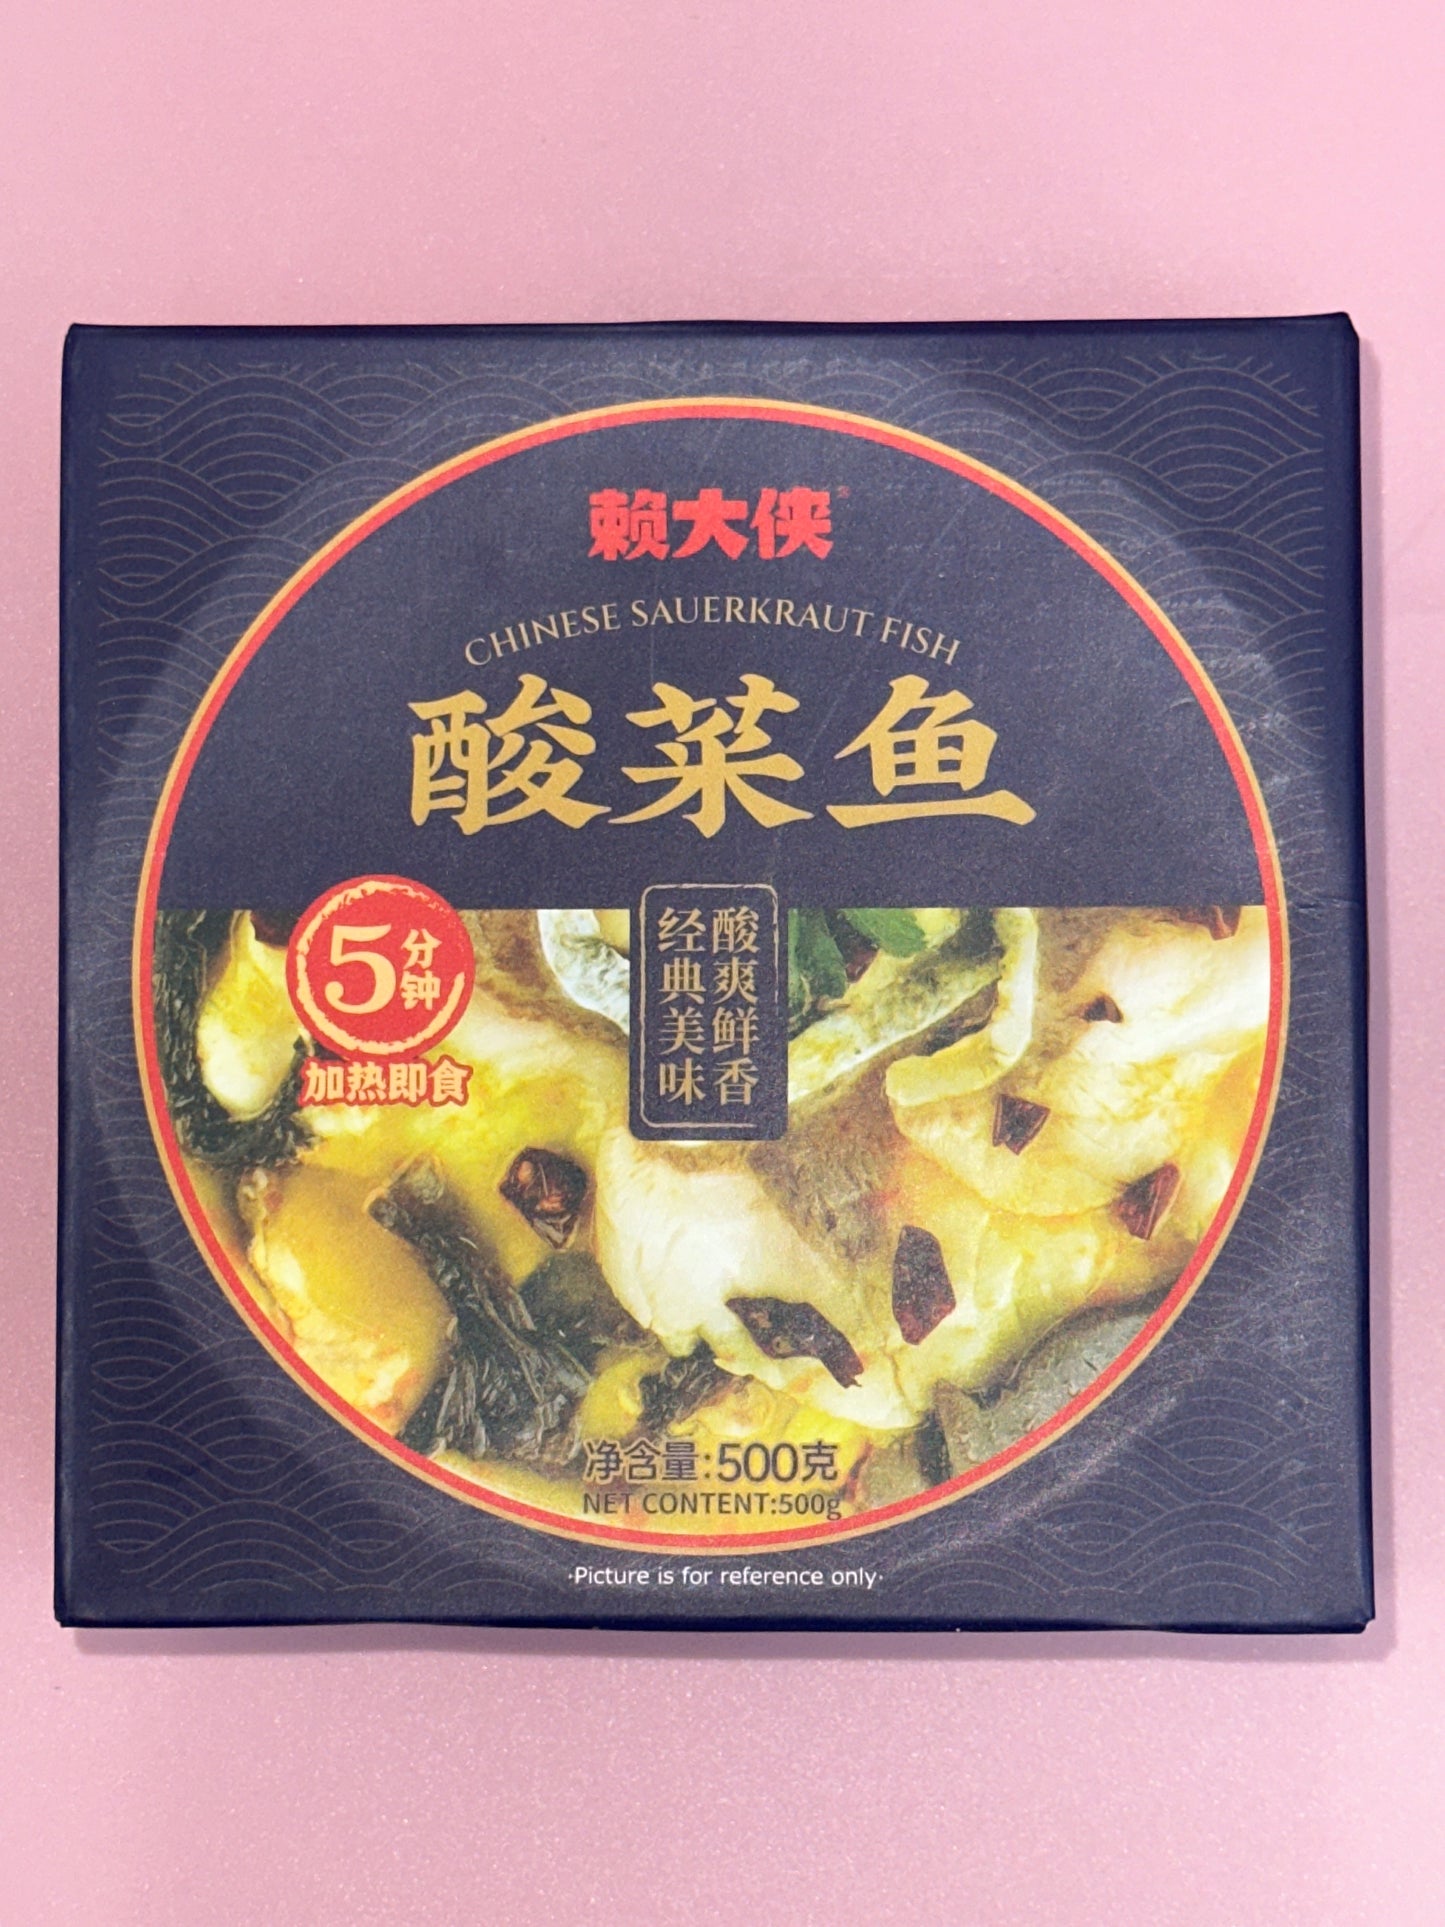 赖大侠®
CHINESE SAUERKRAUT FISH
酸菜鱼
5分钟
加热即食
酸爽鲜香
经典美味
净含量:500克
NET CONTENT:500g
·Picture is for reference only·